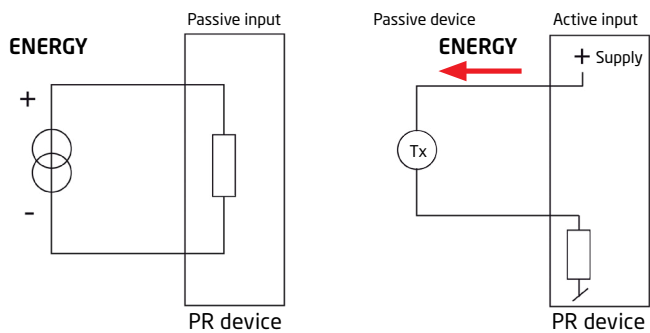 Passive input
ENERGY
+
-
PR device
Passive device
Active input
ENERGY
+ Supply
Tx
PR device